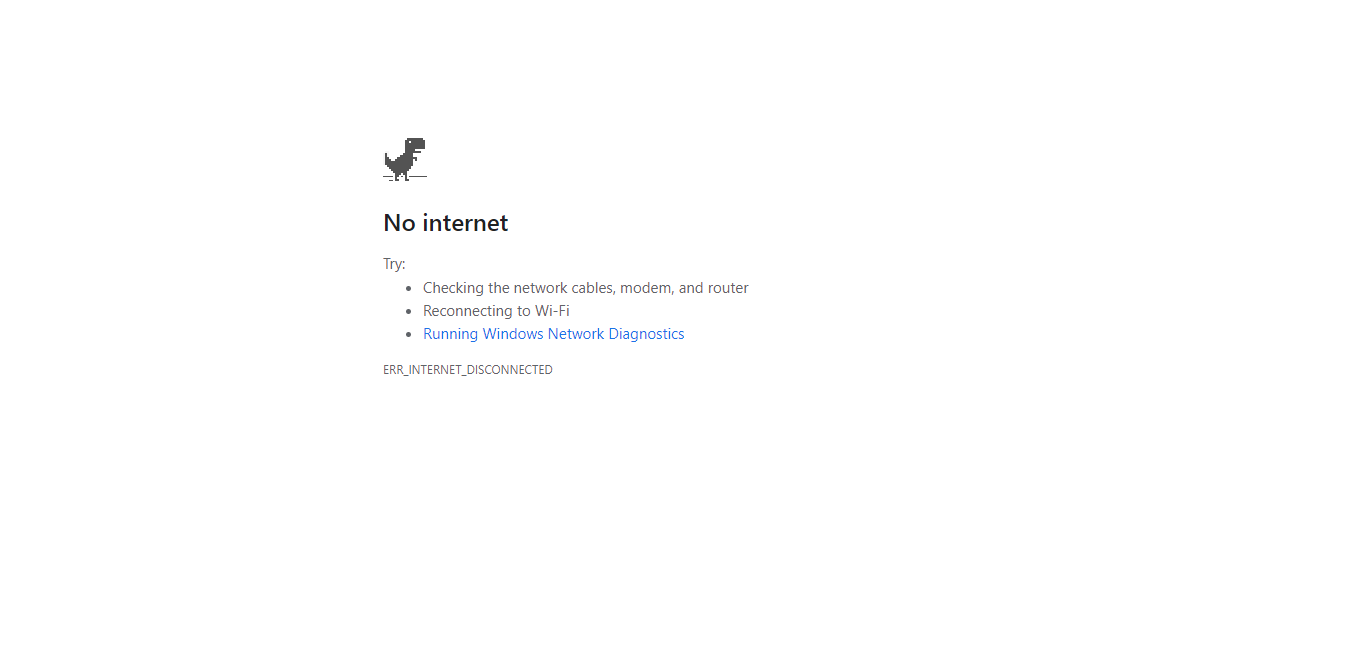 No internet
Try:
Checking the network cables, modem, and router
Reconnecting to Wi-Fi
Running Windows Network Diagnostics
ERR_INTERNET_DISCONNECTED